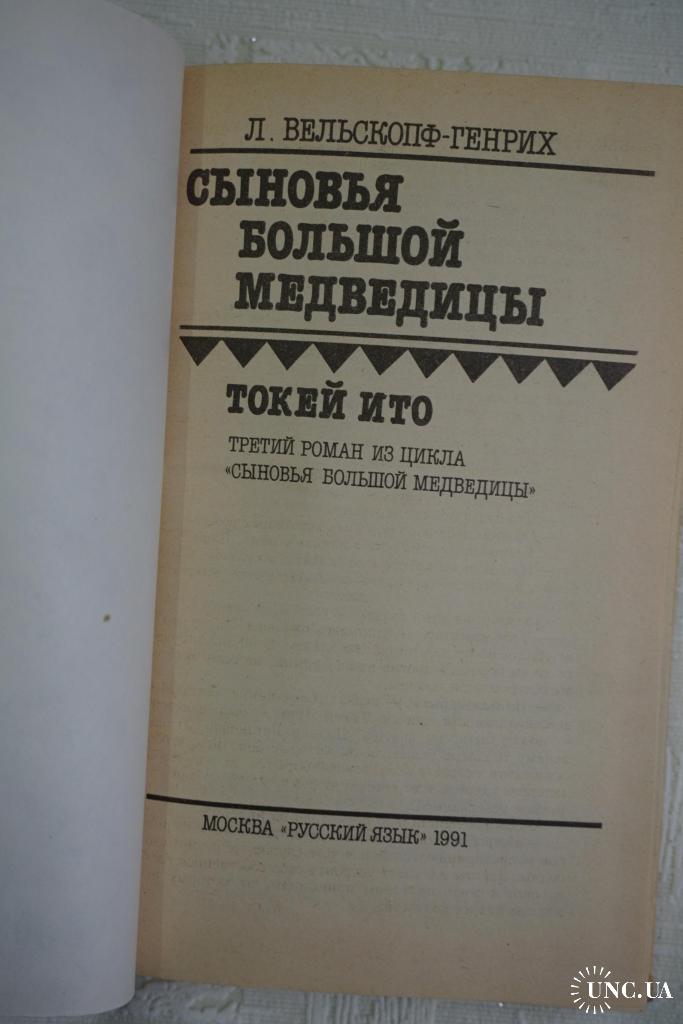 Л. ВЕЛЬСКОПФ-ГЕНРИХ
СЫНОВЬЯ
БОЛЬШОЙ
МЕДВЕДИЦЫ
ТОКЕЙ ИТО
ТРЕТИЙ РОМАН ИЗ ЦИКЛА
«СЫНОВЬЯ БОЛЬШОЙ МЕДВЕДИЦЫ»
МОСКВА «РУССКИЙ ЯЗЫК» 1991
UNC.UA